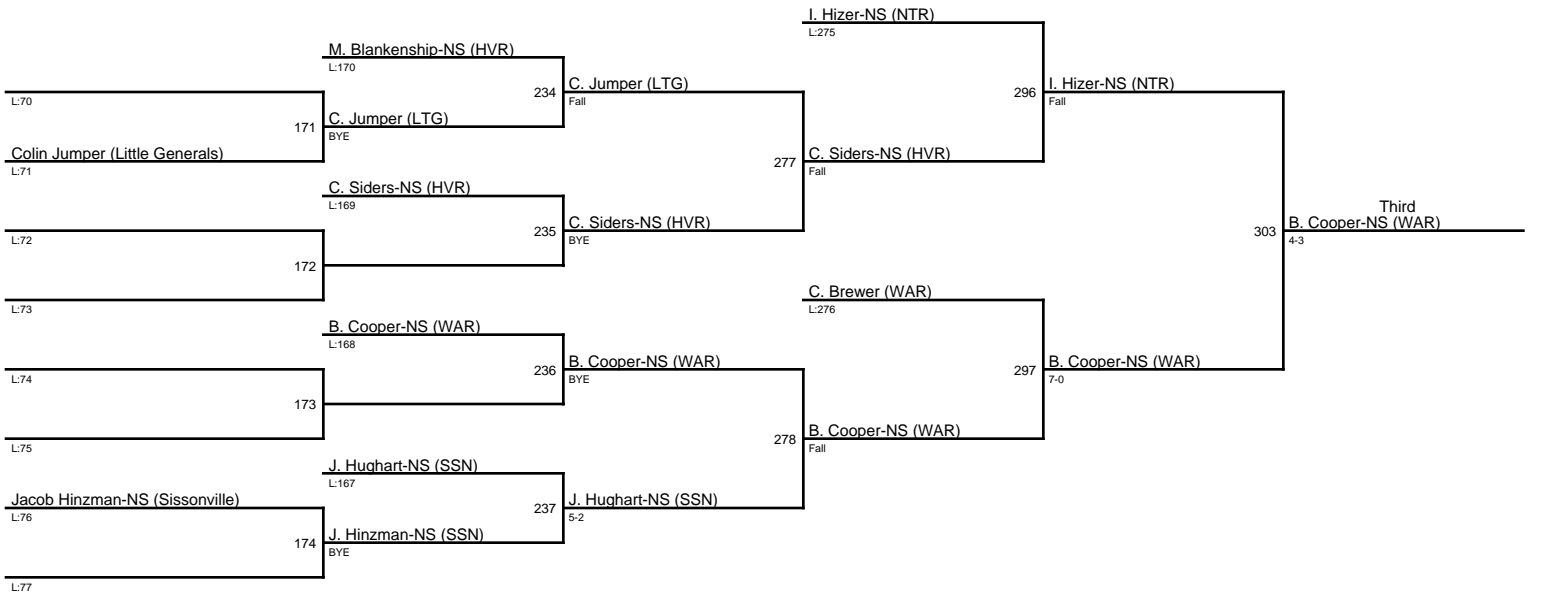 I. Hizer-NS (NTR)
L:275
M. Blankenship-NS (HVR)
L:170
234
C. Jumper (LTG)
Fall
296
I. Hizer-NS (NTR)
Fall
L:70
171
C. Jumper (LTG)
BYE
Colin Jumper (Little Generals)
L:71
277
C. Siders-NS (HVR)
Fall
C. Siders-NS (HVR)
L:169
235
C. Siders-NS (HVR)
BYE
Third
303
B. Cooper-NS (WAR)
4-3
L:72
172
L:73
C. Brewer (WAR)
L:276
B. Cooper-NS (WAR)
L:168
236
B. Cooper-NS (WAR)
BYE
297
B. Cooper-NS (WAR)
7-0
L:74
173
L:75
278
B. Cooper-NS (WAR)
Fall
J. Hughart-NS (SSN)
L:167
237
J. Hughart-NS (SSN)
5-2
Jacob Hinzman-NS (Sissonville)
L:76
174
J. Hinzman-NS (SSN)
BYE
L:77